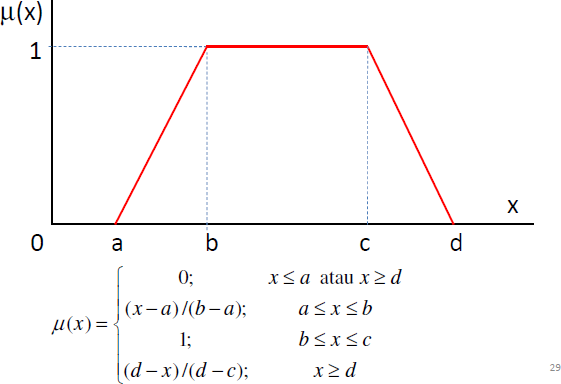 μ(x)
1
x
0 a b c d
0; x ≤ a atau x ≥ d
(x−a)/(b−a); a ≤ x ≤ b
μ(x) =
1; b ≤ x ≤ c
(d−x)/(d−c); x ≥ d
29